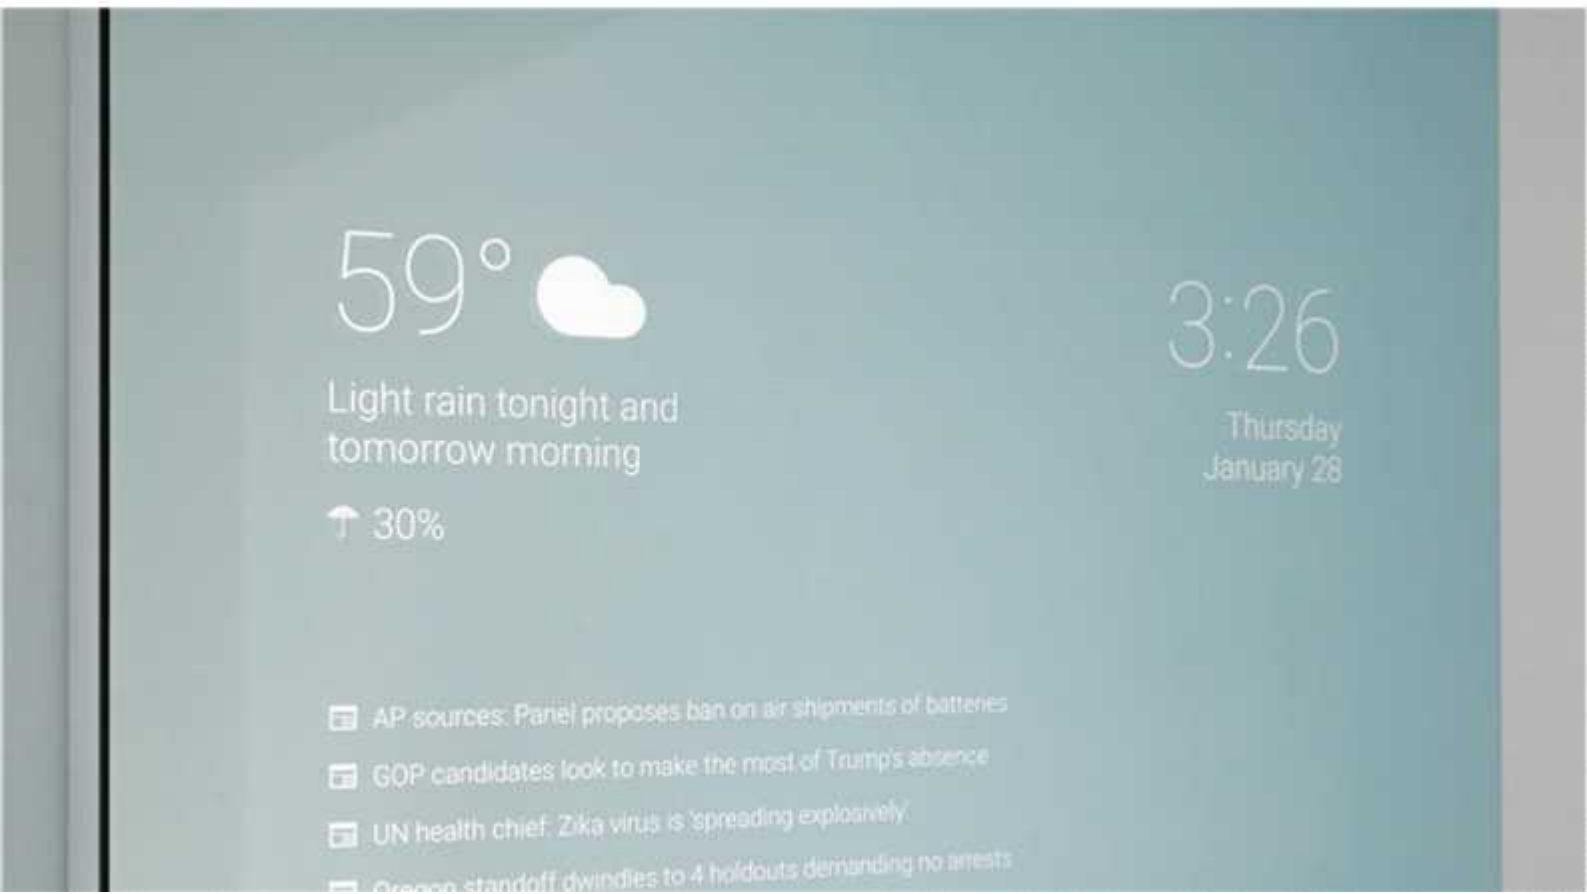 59°
Light rain tonight and
tomorrow morning
30%
3:26
Thursday
January 28
AP sources: Panel proposes ban on air shipments of batteries
GOP candidates look to make the most of Trump's absence
UN health chief: Zika virus is 'spreading explosively'
Oregon standoff dwindles to 4 holdouts demanding no arrests